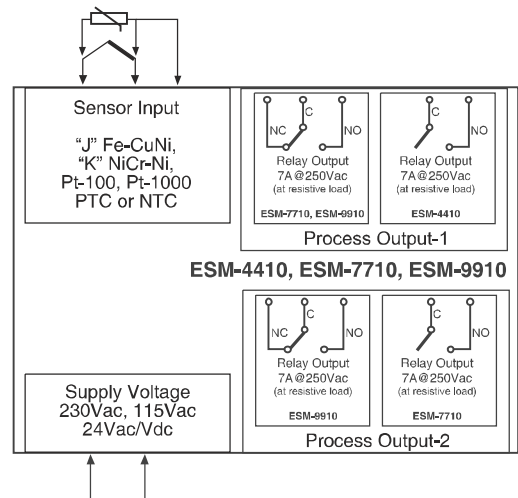 Sensor Input
“J” Fe-CuNi,
“K” NiCr-Ni,
Pt-100, Pt-1000
PTC or NTC
C
NC
NO
Relay Output
7A@250Vac
(at resistive load)
ESM-7710, ESM-9910
C
NO
Relay Output
7A@250Vac
(at resistive load)
ESM-4410
Process Output-1
ESM-4410, ESM-7710, ESM-9910
C
NC
NO
Relay Output
7A@250Vac
(at resistive load)
ESM-9910
C
NO
Relay Output
7A@250Vac
(at resistive load)
ESM-7710
Process Output-2
Supply Voltage
230Vac, 115Vac
24Vac/Vdc